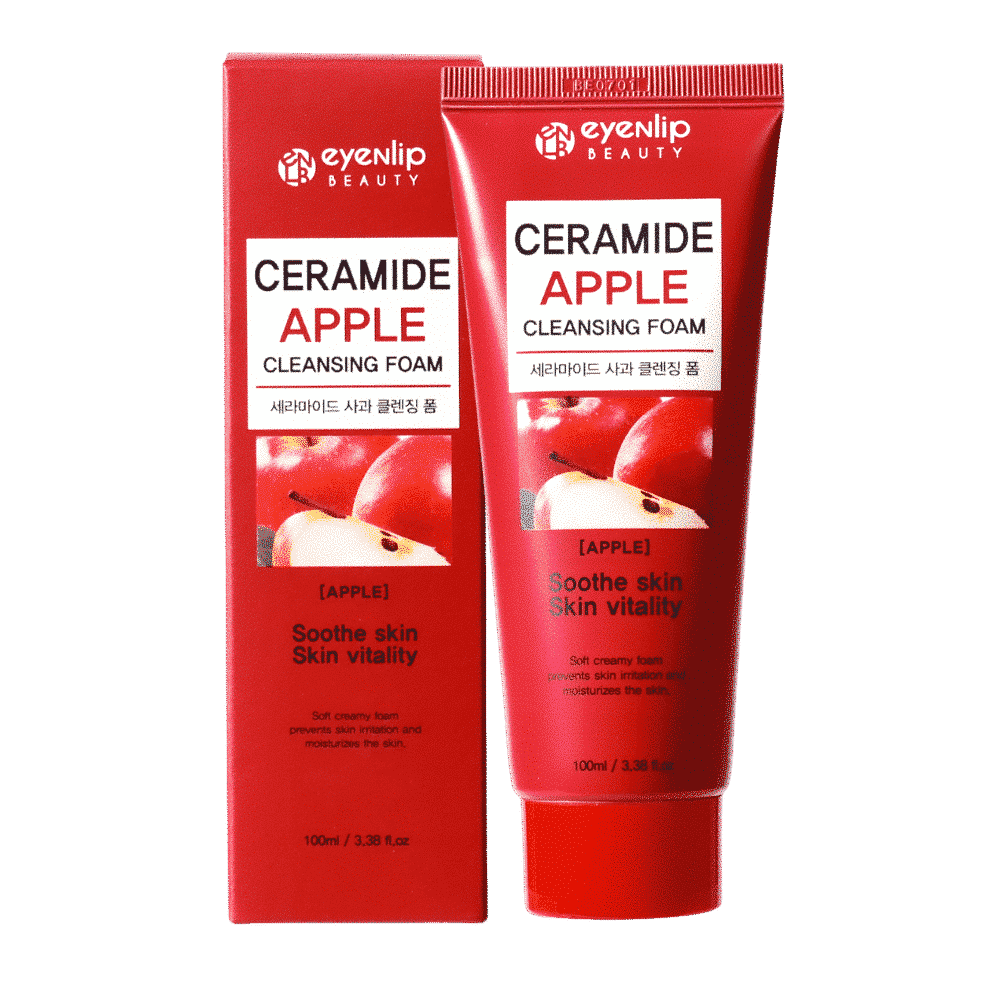 eyenlip
BEAUTY
CERAMIDE
APPLE
CLEANSING FOAM
세라마이드 사과 클렌징 폼
[APPLE]
Soothe skin
Skin vitality
Soft creamy foam
prevents skin irritation and
moisturizes the skin.
100ml / 3.38 fl.oz
BE0701
eyenlip
BEAUTY
CERAMIDE
APPLE
CLEANSING FOAM
세라마이드 사과 클렌징 폼
[APPLE]
Soothe skin
Skin vitality
Soft creamy foam
prevents skin irritation and
moisturizes the skin.
100ml / 3.38 fl.oz